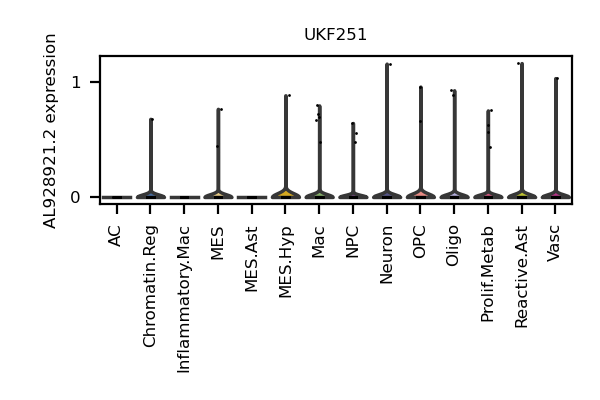 UKF251
AL928921.2 expression
1
0
AC
Chromatin.Reg
Inflammatory.Mac
MES
MES.Ast
MES.Hyp
Mac
NPC
Neuron
OPC
Oligo
Prolif.Metab
Reactive.Ast
Vasc